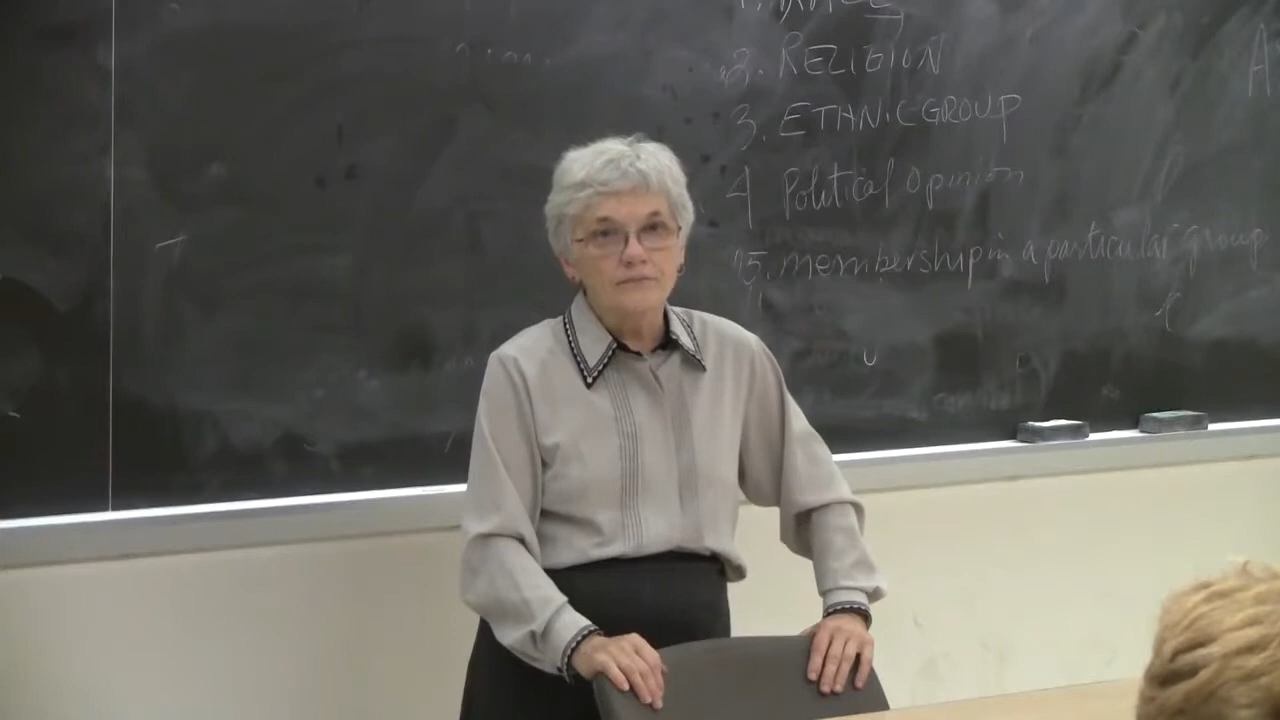 2. RELIGION
3. ETHNIC GROUP
4 Political Opinion
5. membership in a particular group